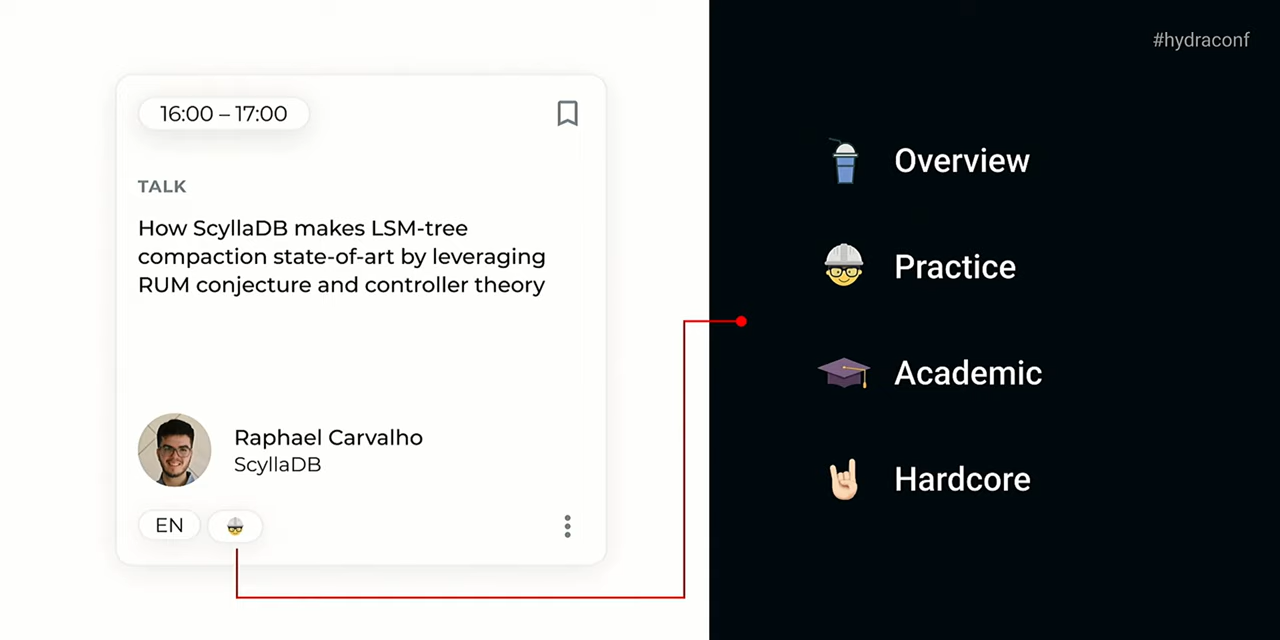 16:00 – 17:00
TALK
How ScyllaDB makes LSM-tree
compaction state-of-art by leveraging
RUM conjecture and controller theory
Raphael Carvalho
ScyllaDB
EN
#hydraconf
Overview
Practice
Academic
Hardcore